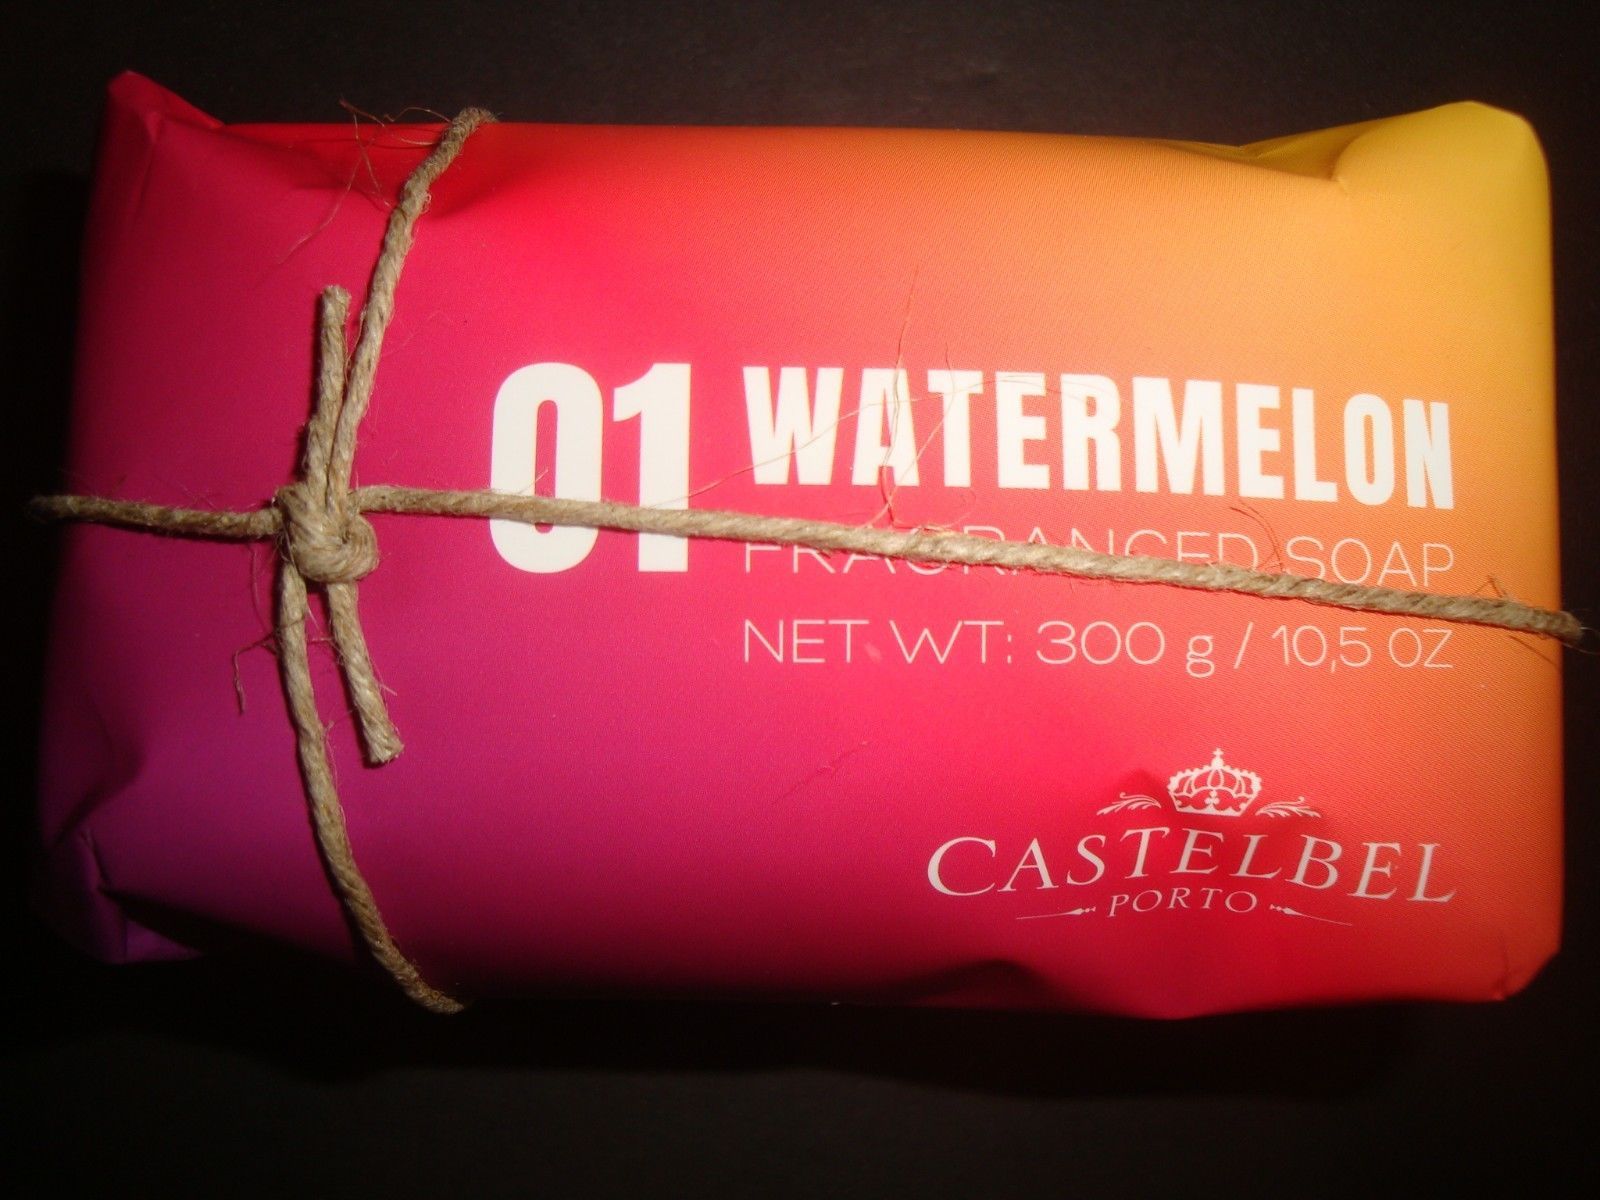 01 WATERMELON
FRAGRANCED SOAP
NET WT: 300 g / 10,5 OZ
CASTELBEL
PORTO